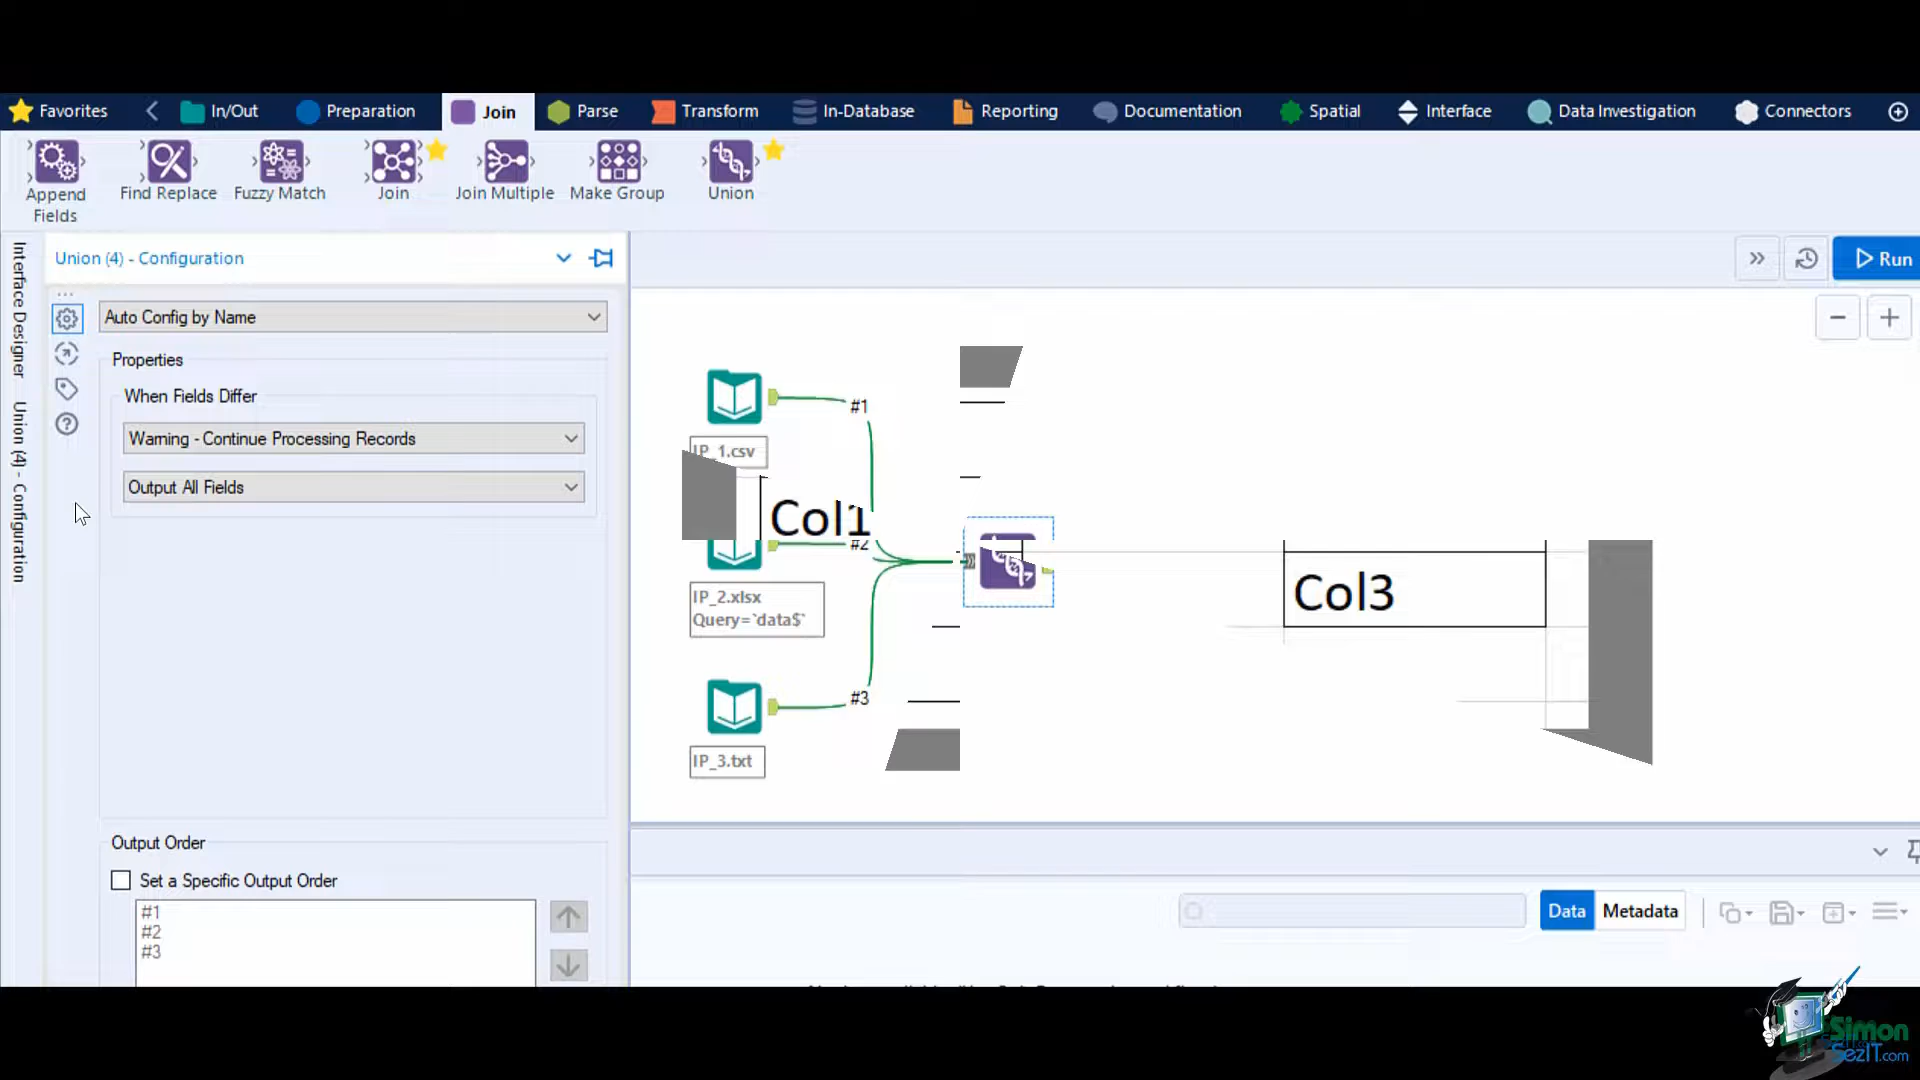 Favorites
In/Out
Preparation
Join
Parse
Transform
In-Database
Reporting
Documentation
Spatial
Interface
Data Investigation
Connectors
Append
Fields
Find Replace
Fuzzy Match
Join
Join Multiple
Make Group
Union
Interface Designer
Union (4) - Configuration
Union (4) - Configuration
Run
Auto Config by Name
Properties
When Fields Differ
Warning - Continue Processing Records
Output All Fields
#1
IP_1.csv
Col1
#2
IP_2.xlsx
Query=`data$`
Col3
#3
IP_3.txt
Output Order
Set a Specific Output Order
#1
#2
#3
Data
Metadata
Simon
SezIT.com